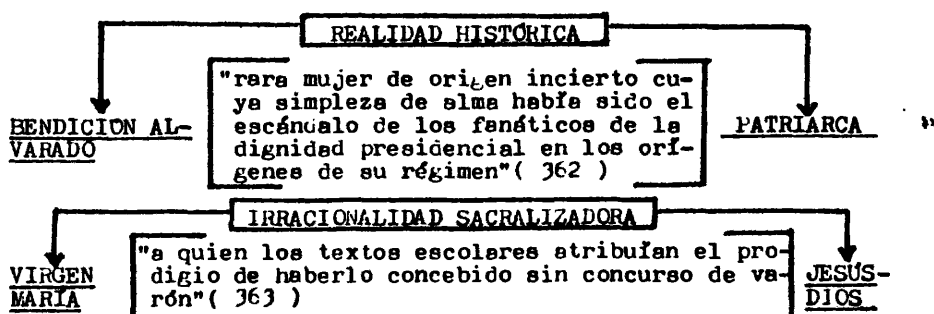 REALIDAD HISTÓRICA
"rara mujer de origen incierto cu-
ya simpleza de alma había sido el
escándalo de los fanáticos de la
dignidad presidencial en los orí-
genes de su régimen"( 362 )
BENDICION AL-
VARADO
PATRIARCA
IRRACIONALIDAD SACRALIZADORA
"a quien los textos escolares atribuían el pro-
digio de haberlo concebido sin concurso de va-
rón"( 363 )
VIRGEN
MARÍA
JESÚS-
DIOS